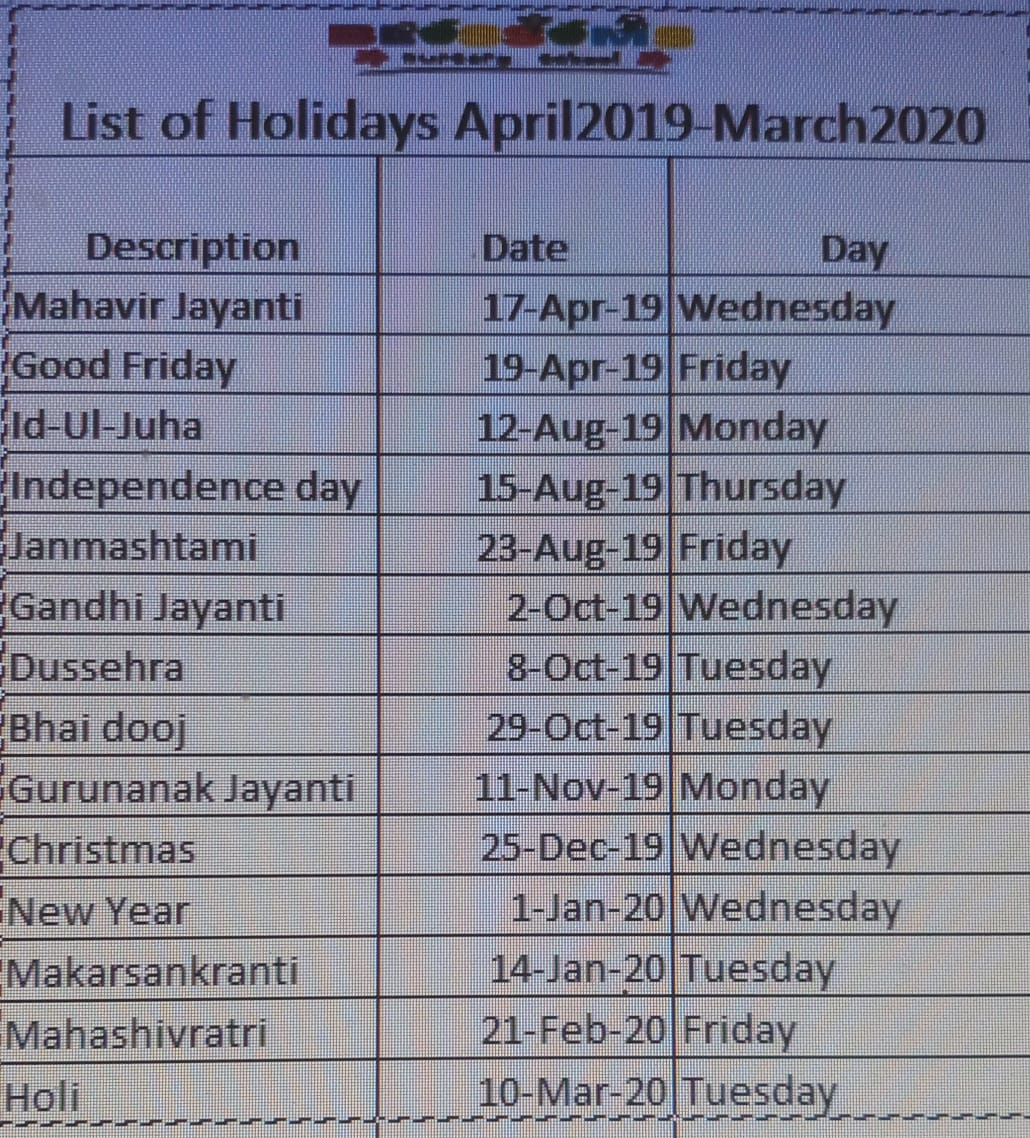 nursery school
List of Holidays April2019-March2020
Description Date Day
Mahavir Jayanti 17-Apr-19 Wednesday
Good Friday 19-Apr-19 Friday
Id-Ul-Juha 12-Aug-19 Monday
Independence day 15-Aug-19 Thursday
Janmashtami 23-Aug-19 Friday
Gandhi Jayanti 2-Oct-19 Wednesday
Dussehra 8-Oct-19 Tuesday
Bhai dooj 29-Oct-19 Tuesday
Gurunanak Jayanti 11-Nov-19 Monday
Christmas 25-Dec-19 Wednesday
New Year 1-Jan-20 Wednesday
Makarsankranti 14-Jan-20 Tuesday
Mahashivratri 21-Feb-20 Friday
Holi 10-Mar-20 Tuesday